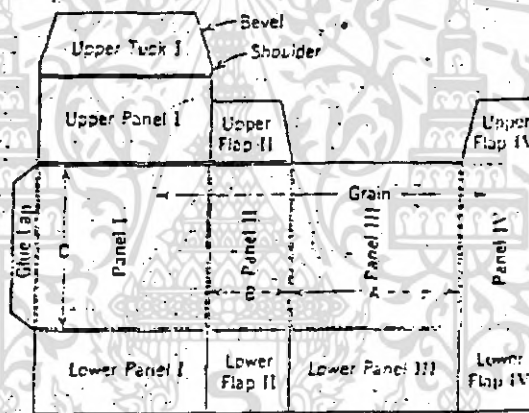 Bevel
Upper Tuck I
Shoulder
Upper Panel I
Upper
Flap II
Upper
Flap IV
Grain
Glue Lap
Panel I
Panel II
Panel III
Panel IV
Lower Panel I
Lower
Flap II
Lower Panel III
Lower
Flap IV